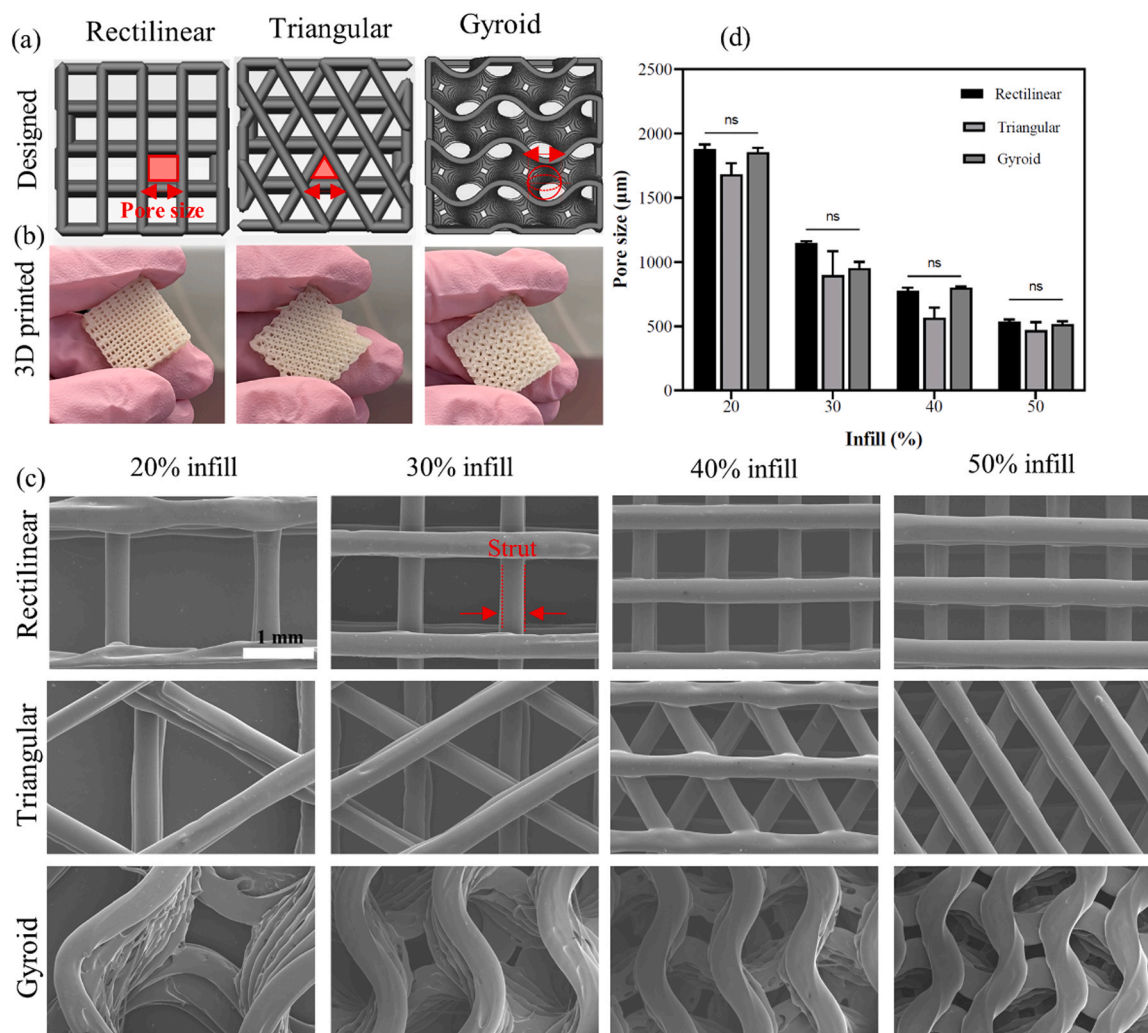 (a)
Rectilinear
Triangular
Gyroid
Designed
Pore size
(b)
3D printed
(d)
Pore size (µm)
2500
2000
1500
1000
500
0
Rectilinear
Triangular
Gyroid
ns
ns
ns
ns
20
30
40
50
Infill (%)
(c)
20% infill
30% infill
40% infill
50% infill
Rectilinear
1 mm
Strut
Triangular
Gyroid